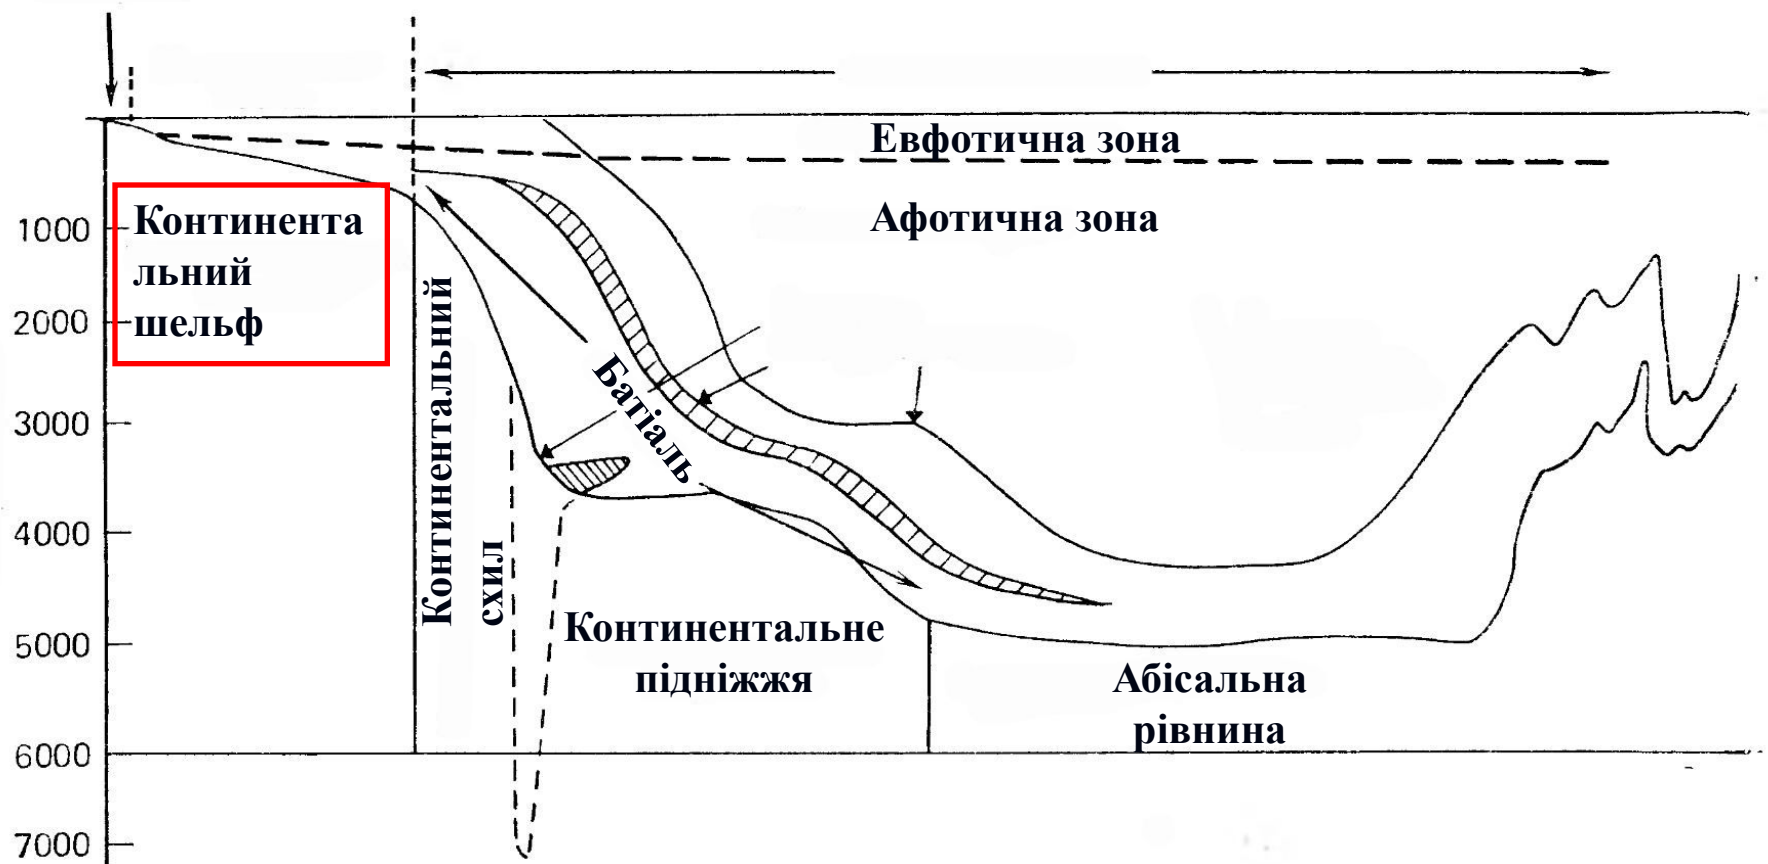 Евфотична зона
Афотична зона
Континента
льний
шельф
1000
2000
3000
4000
5000
6000
7000
Континентальний
схил
Батіаль
Континентальне
підніжжя
Абісальна
рівнина